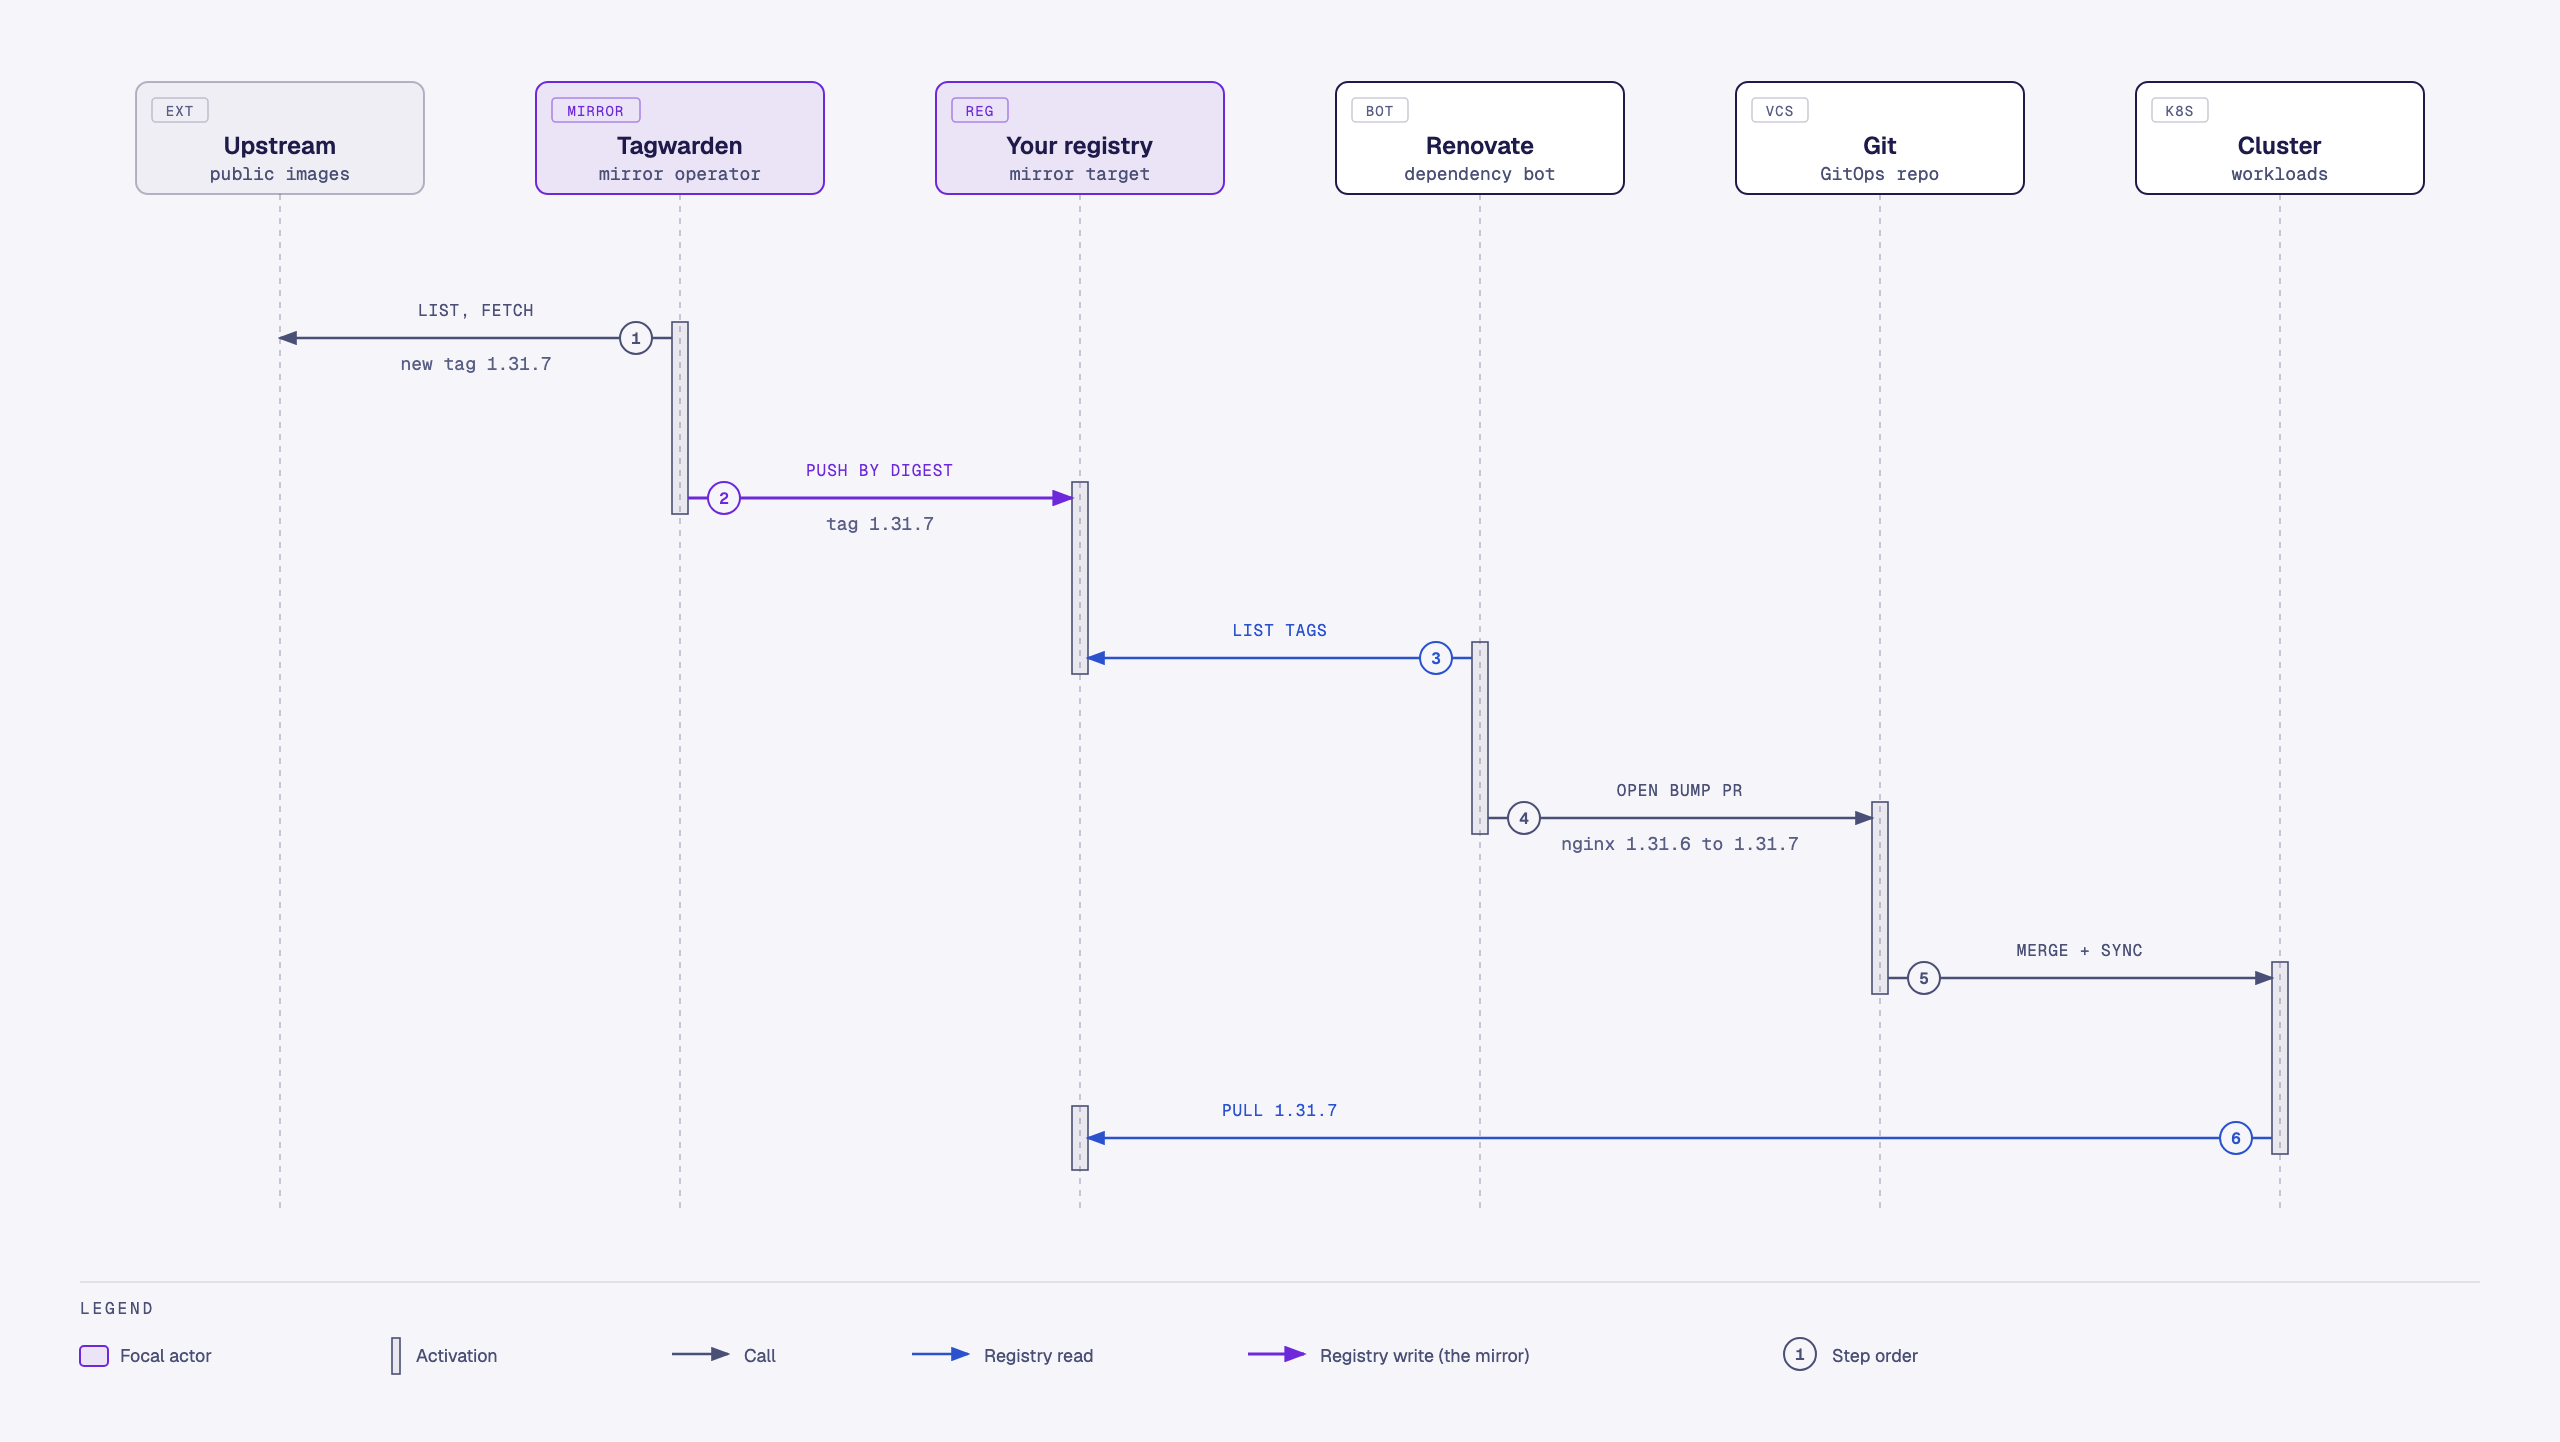 EXT
Upstream
public images
MIRROR
Tagwarden
mirror operator
REG
Your registry
mirror target
BOT
Renovate
dependency bot
VCS
Git
GitOps repo
K8S
Cluster
workloads
LIST, FETCH
1
new tag 1.31.7
PUSH BY DIGEST
2
tag 1.31.7
LIST TAGS
3
OPEN BUMP PR
4
nginx 1.31.6 to 1.31.7
MERGE + SYNC
5
PULL 1.31.7
6
LEGEND
Focal actor
Activation
Call
Registry read
Registry write (the mirror)
1
Step order